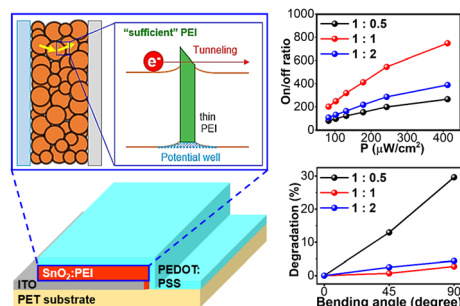 "sufficient" PEI
e⁻
Tunneling
thin
PEI
Potential well
SnO₂:PEI
ITO
PEDOT:
PSS
PET substrate
On/off ratio
1000
800
600
400
200
0
1 : 0.5
1 : 1
1 : 2
100
200
300
400
P (μW/cm²)
Degradation (%)
30
20
10
0
1 : 0.5
1 : 1
1 : 2
0
45
90
Bending angle (degree